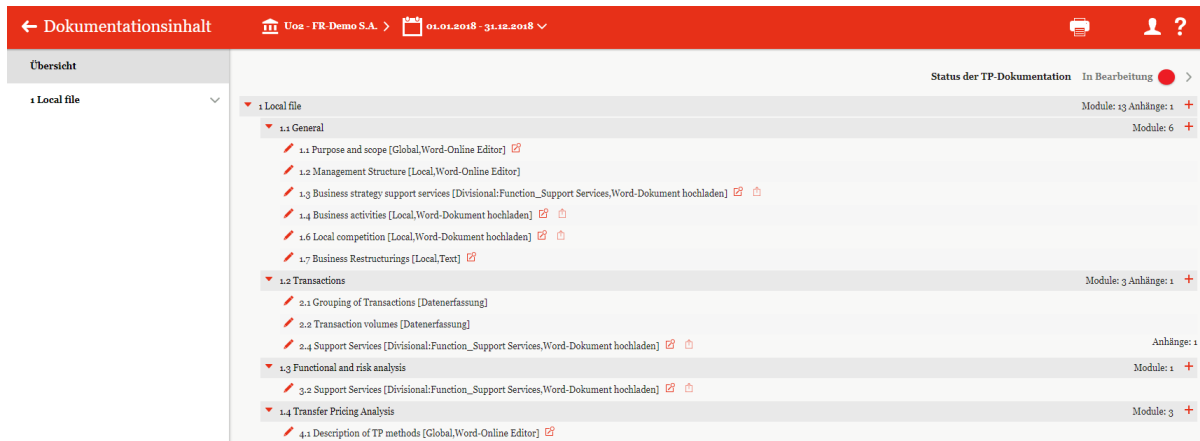 Dokumentationsinhalt U02 - FR-Demo S.A. 01.01.2018 - 31.12.2018 ?
Übersicht
Status der TP-Dokumentation In Bearbeitung
1 Local file
1 Local file Module: 13 Anhänge: 1 +
1.1 General Module: 6 +
1.1 Purpose and scope [Global,Word-Online Editor]
1.2 Management Structure [Local,Word-Online Editor]
1.3 Business strategy support services [Divisional:Function_Support Services,Word-Dokument hochladen]
1.4 Business activities [Local,Word-Dokument hochladen]
1.6 Local competition [Local,Word-Dokument hochladen]
1.7 Business Restructurings [Local,Text]
1.2 Transactions Module: 3 Anhänge: 1 +
2.1 Grouping of Transactions [Datenerfassung]
2.2 Transaction volumes [Datenerfassung]
2.4 Support Services [Divisional:Function_Support Services,Word-Dokument hochladen] Anhänge: 1
1.3 Functional and risk analysis Module: 1 +
3.2 Support Services [Divisional:Function_Support Services,Word-Dokument hochladen]
1.4 Transfer Pricing Analysis Module: 3 +
4.1 Description of TP methods [Global,Word-Online Editor]